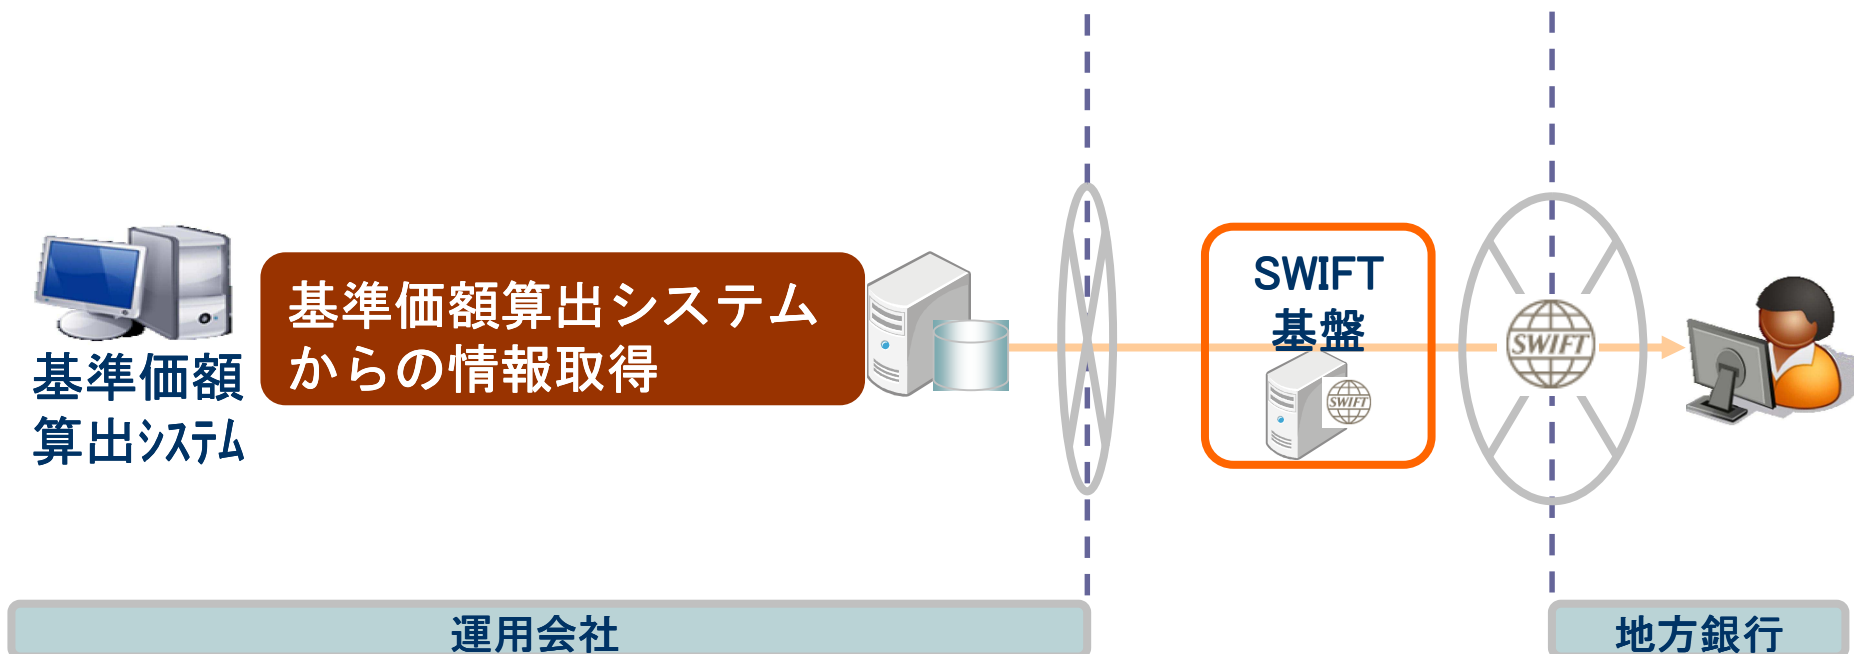 基準価額
算出ｼｽﾃﾑ
基準価額算出システム
からの情報取得
SWIFT
基盤
SWIFT
SWIFT
運用会社
地方銀行